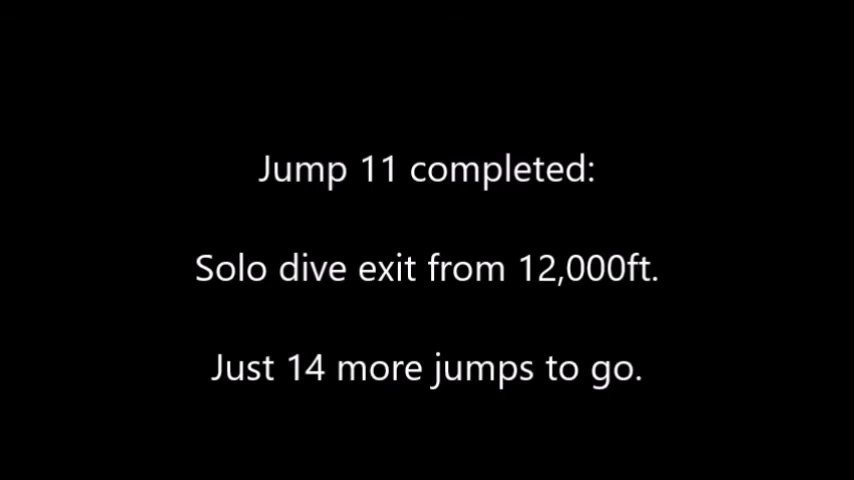 Jump 11 completed:
Solo dive exit from 12,000ft.
Just 14 more jumps to go.